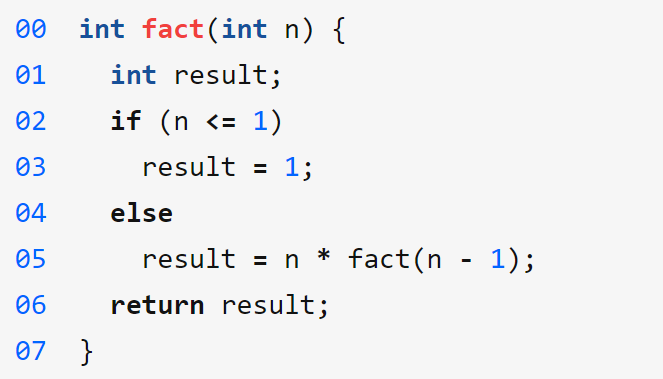 00  int fact(int n) {
01    int result;
02    if (n <= 1)
03      result = 1;
04    else
05      result = n * fact(n - 1);
06    return result;
07  }